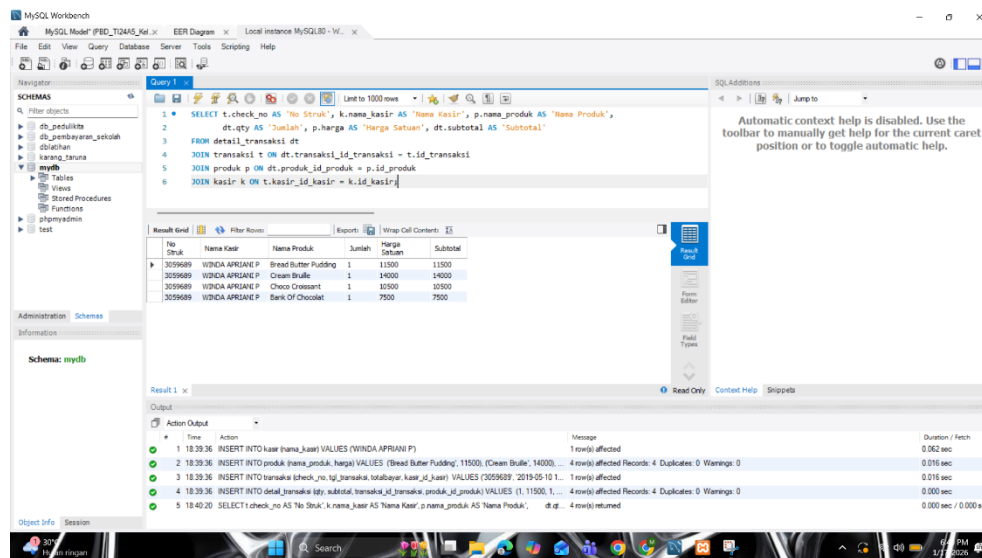 MySQL Workbench
MySQL Model* (PBD_TI24A5_Kel... x EER Diagram x Local instance MySQL80 - W... x
File Edit View Query Database Server Tools Scripting Help
Navigator
SCHEMAS
Filter objects
db_pedulikita
db_pembayaran_sekolah
dblatihan
karang_taruna
mydb
Tables
Views
Stored Procedures
Functions
phpmyadmin
test
Administration Schemas
Information
Schema: mydb
Object Info Session
Query 1 x
Limit to 1000 rows
1 SELECT t.check_no AS 'No Struk', k.nama_kasir AS 'Nama Kasir', p.nama_produk AS 'Nama Produk',
2 dt.qty AS 'Jumlah', p.harga AS 'Harga Satuan', dt.subtotal AS 'Subtotal'
3 FROM detail_transaksi dt
4 JOIN transaksi t ON dt.transaksi_id_transaksi = t.id_transaksi
5 JOIN produk p ON dt.produk_id_produk = p.id_produk
6 JOIN kasir k ON t.kasir_id_kasir = k.id_kasir;
Result Grid Filter Rows: Export: Wrap Cell Content:
No Struk Nama Kasir Nama Produk Jumlah Harga Satuan Subtotal
3059689 WINDA APRIANI P Bread Butter Pudding 1 11500 11500
3059689 WINDA APRIANI P Cream Bruille 1 14000 14000
3059689 WINDA APRIANI P Choco Croissant 1 10500 10500
3059689 WINDA APRIANI P Bank Of Chocolat 1 7500 7500
Result Grid
Form Editor
Field Types
Result 1 x Read Only
SQLAdditions
Jump to
Automatic context help is disabled. Use the
toolbar to manually get help for the current caret
position or to toggle automatic help.
Context Help Snippets
Output
Action Output
# Time Action Message Duration / Fetch
1 18:39:36 INSERT INTO kasir (nama_kasir) VALUES ('WINDA APRIANI P') 1 row(s) affected 0.062 sec
2 18:39:36 INSERT INTO produk (nama_produk, harga) VALUES ('Bread Butter Pudding', 11500), ('Cream Bruille', 14000), ... 4 row(s) affected Records: 4 Duplicates: 0 Warnings: 0 0.016 sec
3 18:39:36 INSERT INTO transaksi (check_no, tgl_transaksi, totalbayar, kasir_id_kasir) VALUES ('3059689', '2019-05-10 1... 1 row(s) affected 0.016 sec
4 18:39:36 INSERT INTO detail_transaksi (qty, subtotal, transaksi_id_transaksi, produk_id_produk) VALUES (1, 11500, 1, ... 4 row(s) affected Records: 4 Duplicates: 0 Warnings: 0 0.000 sec
5 18:40:20 SELECT t.check_no AS 'No Struk', k.nama_kasir AS 'Nama Kasir', p.nama_produk AS 'Nama Produk', dt.qt... 4 row(s) returned 0.000 sec / 0.000 s
30°
Hujan ringan
Search
PM